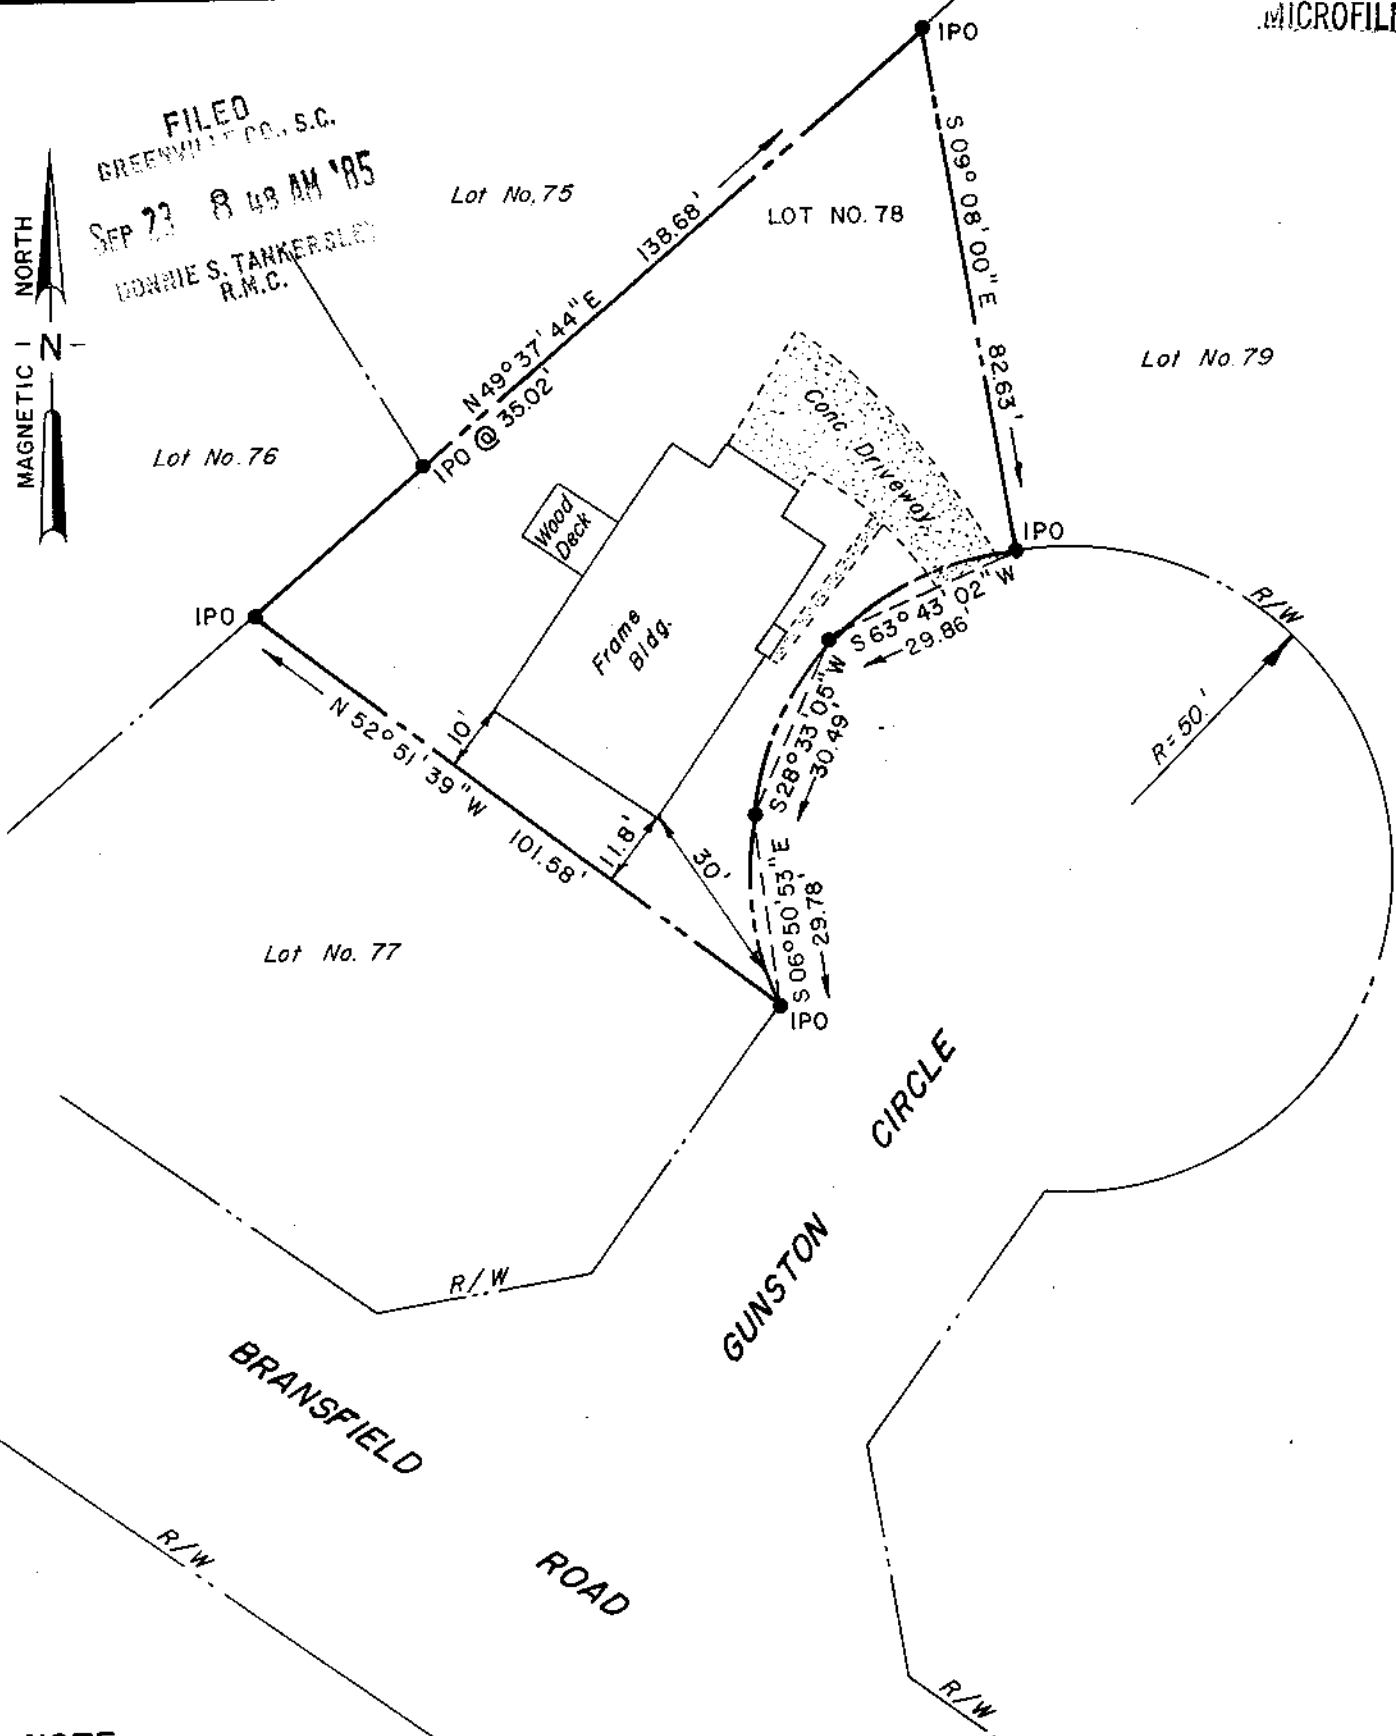 MICROFIL
IPO
FILED
GREENVILLE CO., S.C.
SEP 23 8 48 AM '85
DONNIE S. TANKERSLEY
R.M.C.
MAGNETIC NORTH
N
Lot No. 75
138.68'
LOT NO. 78
S 09° 08' 00" E 82.63'
N 49° 37' 44" E
IPO @ 35.02'
Lot No. 79
Lot No. 76
Conc Driveway
Wood
Deck
IPO
IPO
R/W
S 63° 43' 02" W
29.86'
Frame
Bldg.
S 28° 33' 05" W
30.49'
R=50.'
N 52° 51' 39" W 101.58'
10'
11.8'
30'
S 06° 50' 53" E
29.78'
Lot No. 77
IPO
GUNSTON CIRCLE
R/W
BRANSFIELD ROAD
R/W
R/W